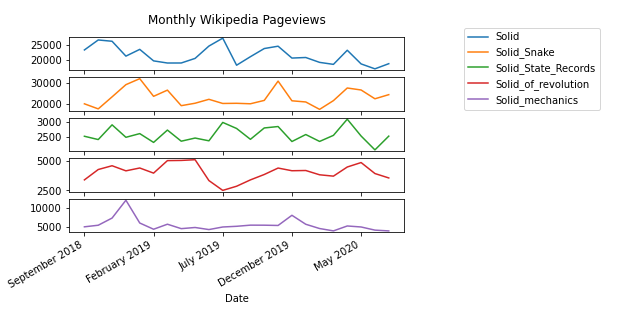 Monthly Wikipedia Pageviews
Solid
Solid_Snake
Solid_State_Records
Solid_of_revolution
Solid_mechanics
25000
20000
30000
20000
3000
2500
5000
2500
10000
5000
September 2018
February 2019
July 2019
December 2019
May 2020
Date